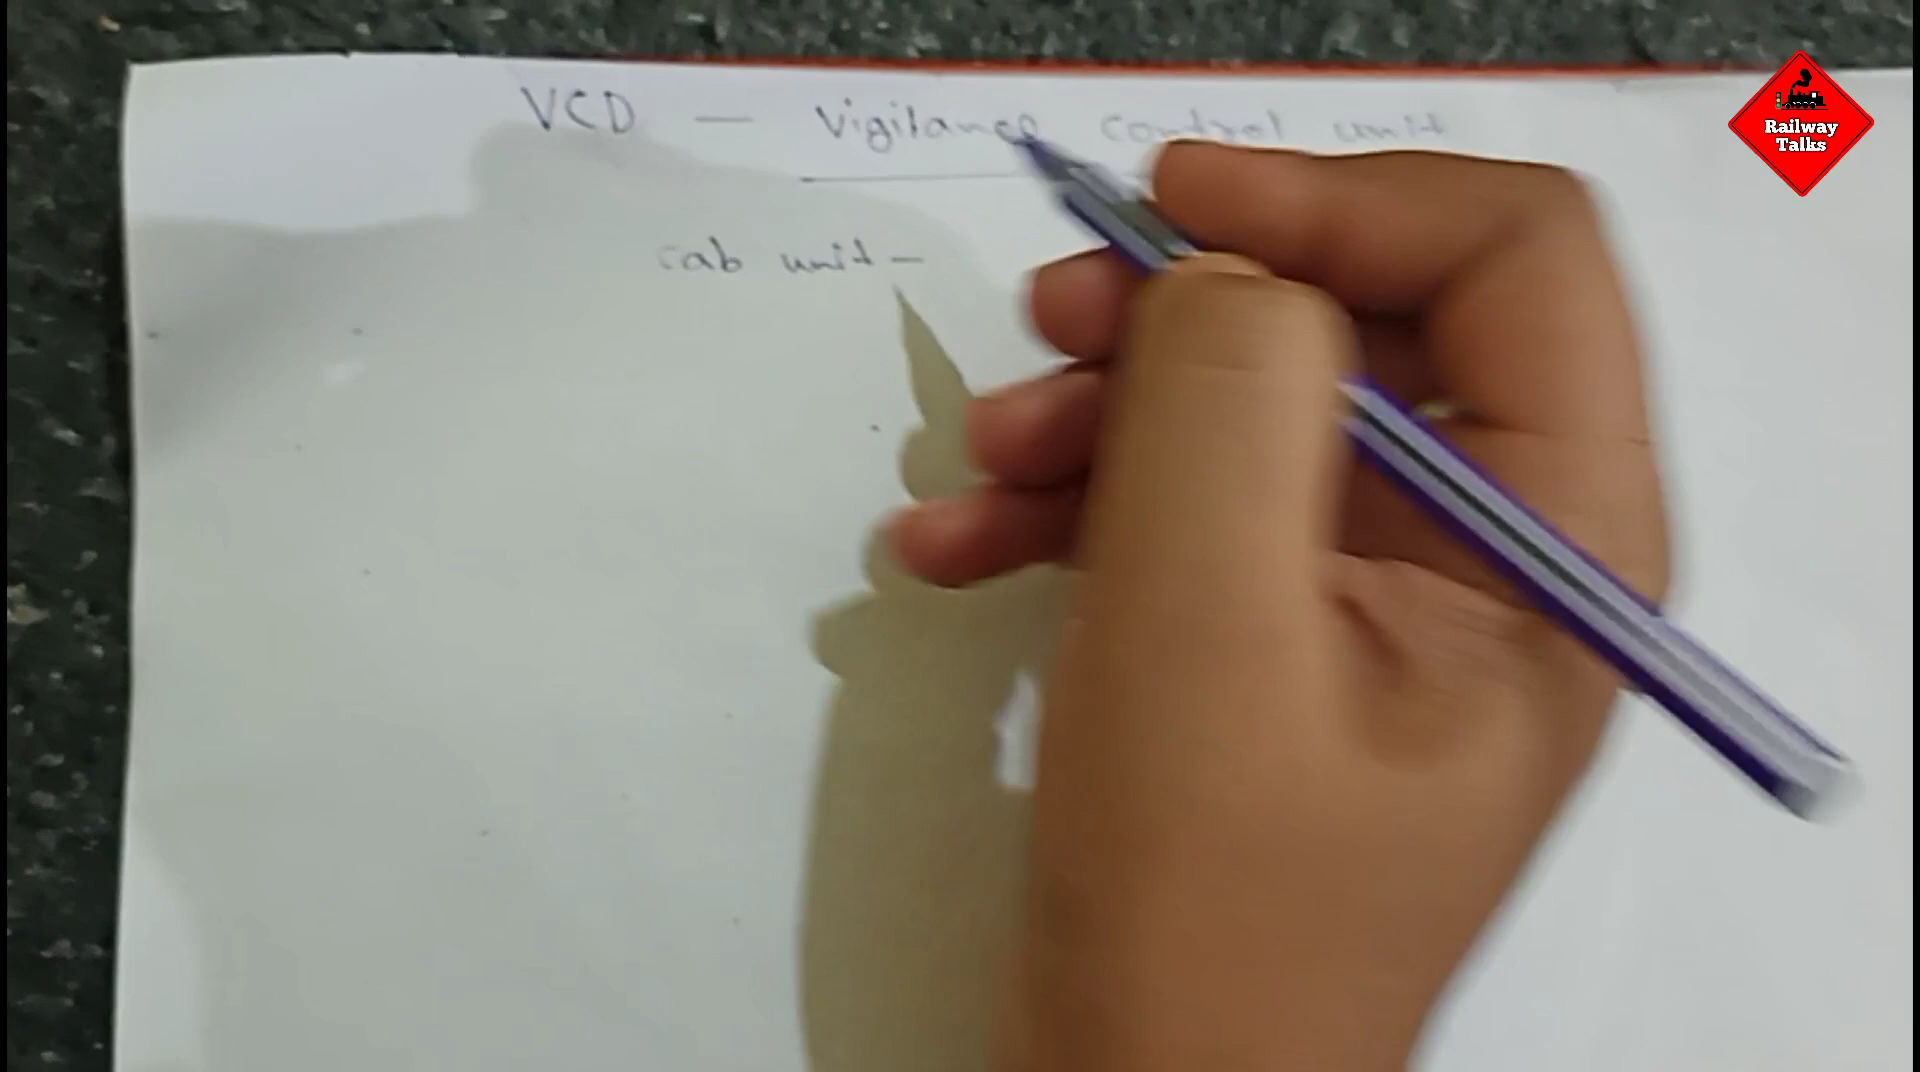 VCD — Vigilance control unit
cab unit —
Railway
Talks